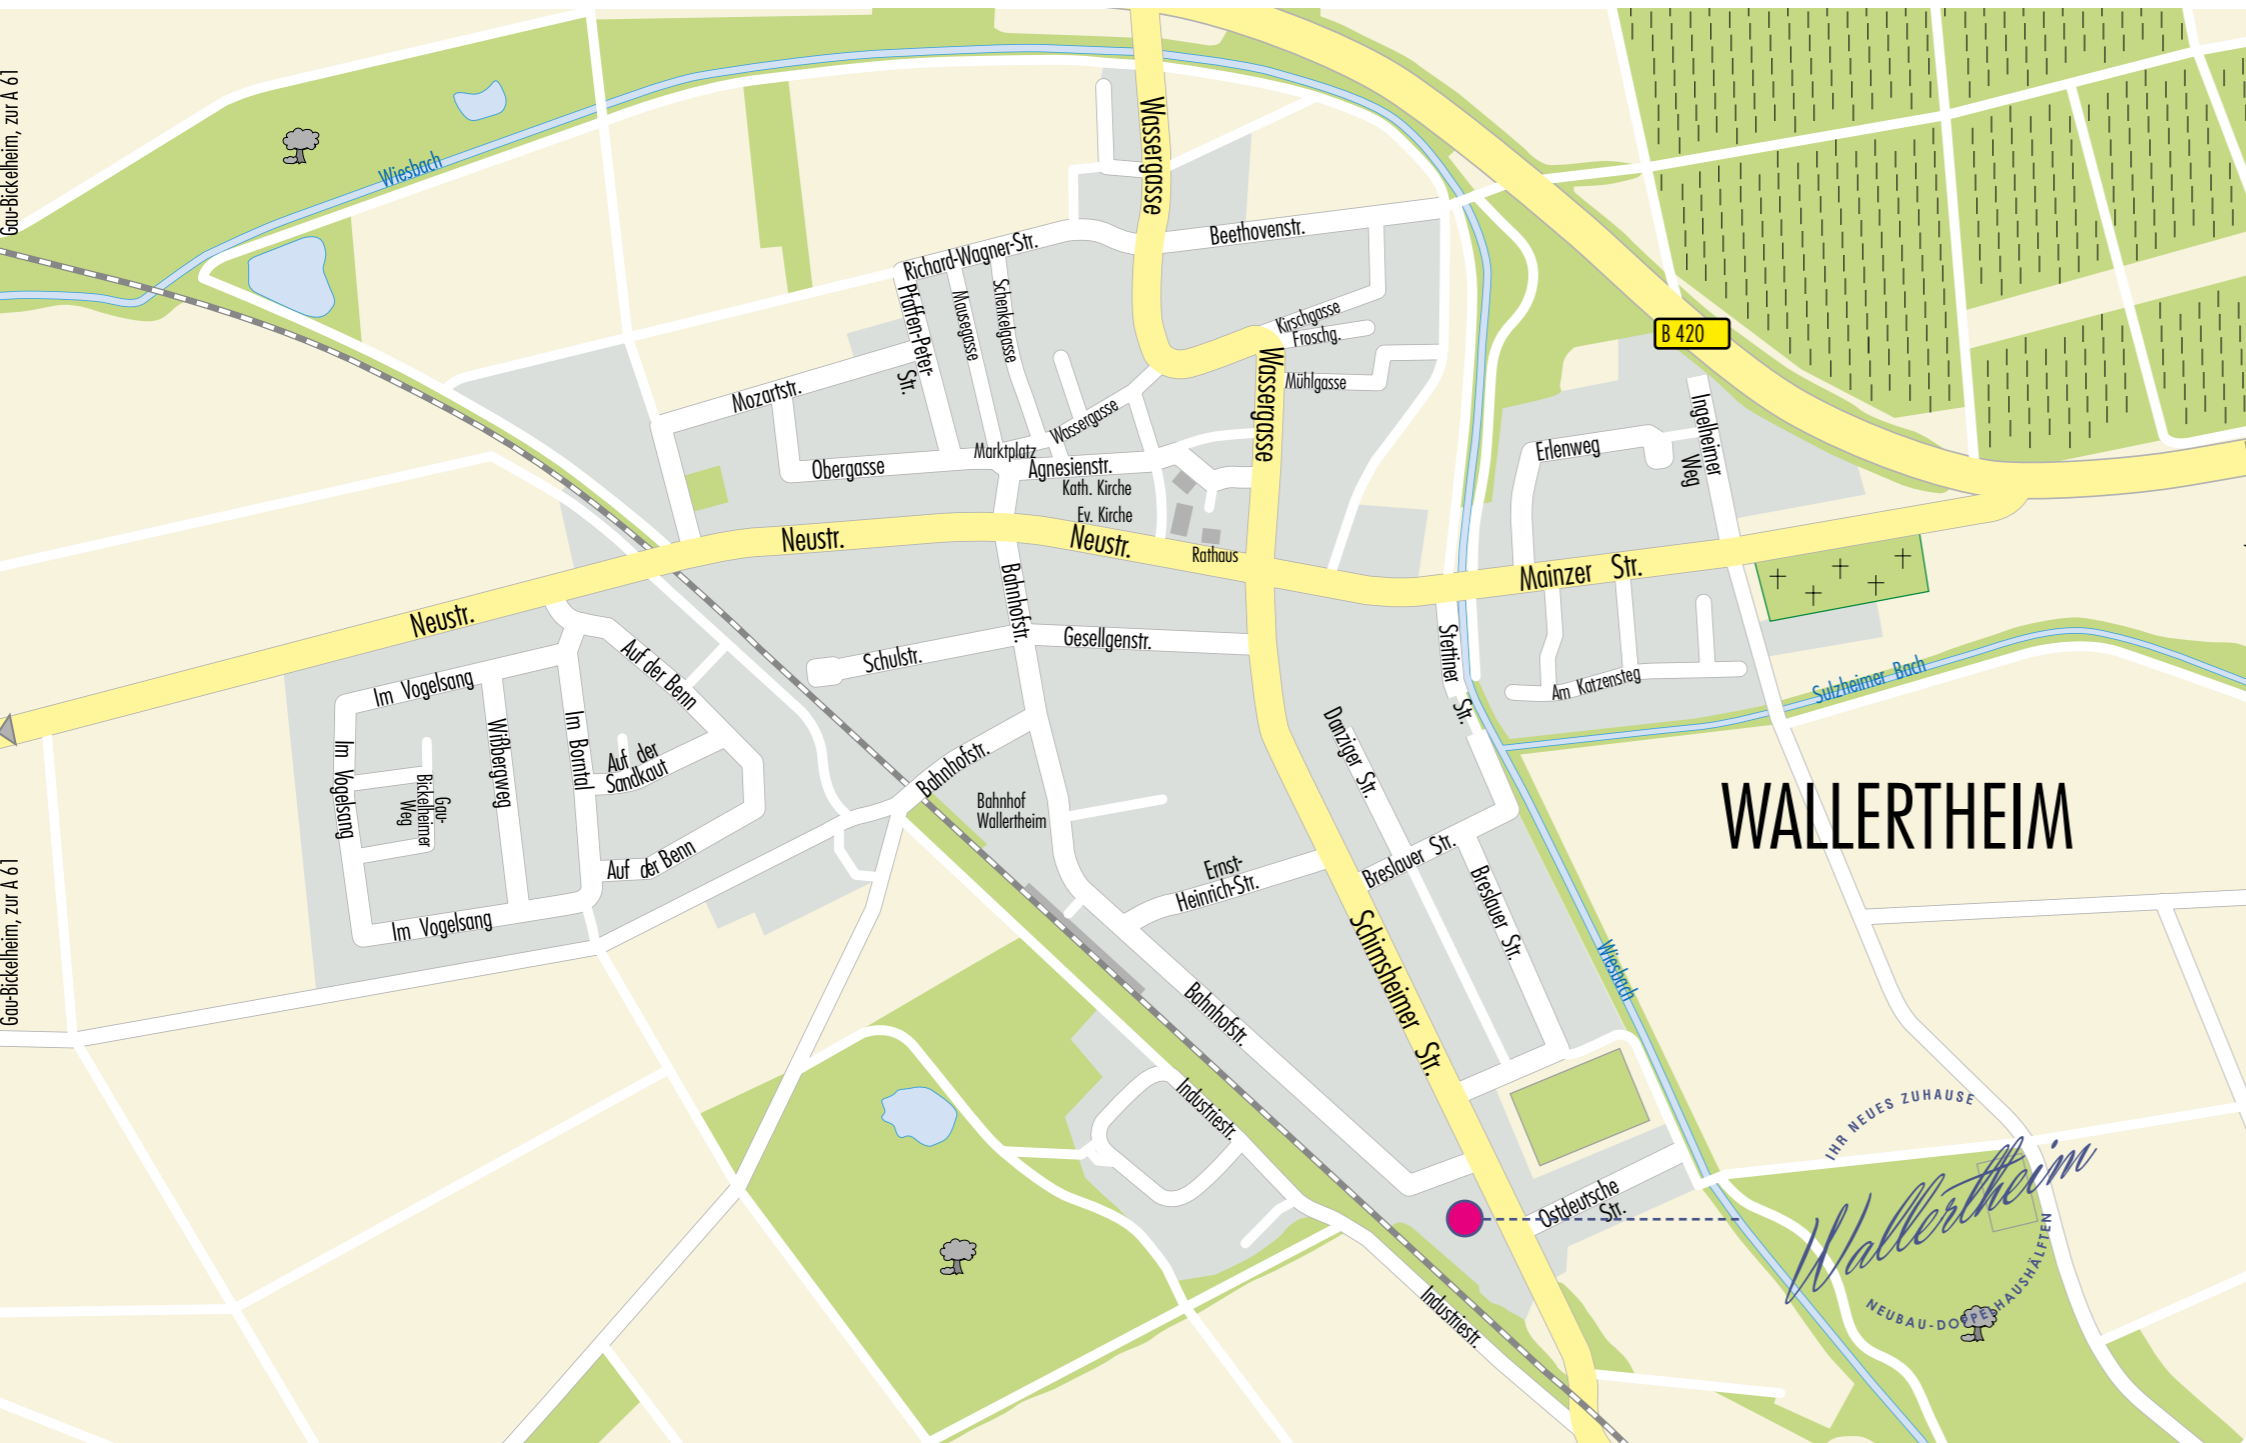 Gau-Bickelheim, zur A 61
Wiesbach
Wassergasse
Richard-Wagner-Str.
Beethovenstr.
Pfaffen-Peter-
Str.
Mausegasse
Schenkelgasse
Kirschgasse
Froschg.
Mühlgasse
Wassergasse
B 420
Mozartstr.
Wassergasse
Marktplatz
Obergasse
Agnesienstr.
Kath. Kirche
Ev. Kirche
Rathaus
Erlenweg
Ingelheimer
Weg
Neustr.
Neustr.
Neustr.
Mainzer Str.
Bahnhofstr.
Schulstr.
Gesellgenstr.
Stettiner Str.
Am Katzensteg
Sulzheimer Bach
Auf der Benn
Im Vogelsang
Im Vogelsang
Wißbergweg
Im Borntal
Auf der
Sandkaut
Gau-
Bickelheimer
Weg
Auf der Benn
Im Vogelsang
Bahnhofstr.
Bahnhof
Wallertheim
Danziger Str.
Breslauer Str.
Breslauer Str.
Ernst-
Heinrich-Str.
WALLERTHEIM
Gau-Bickelheim, zur A 61
Schimsheimer Str.
Wiesbach
Bahnhofstr.
Industriestr.
Ostdeutsche
Str.
Industriestr.
IHR NEUES ZUHAUSE
Wallertheim
NEUBAU-DOPPELHAUSHÄLFTEN